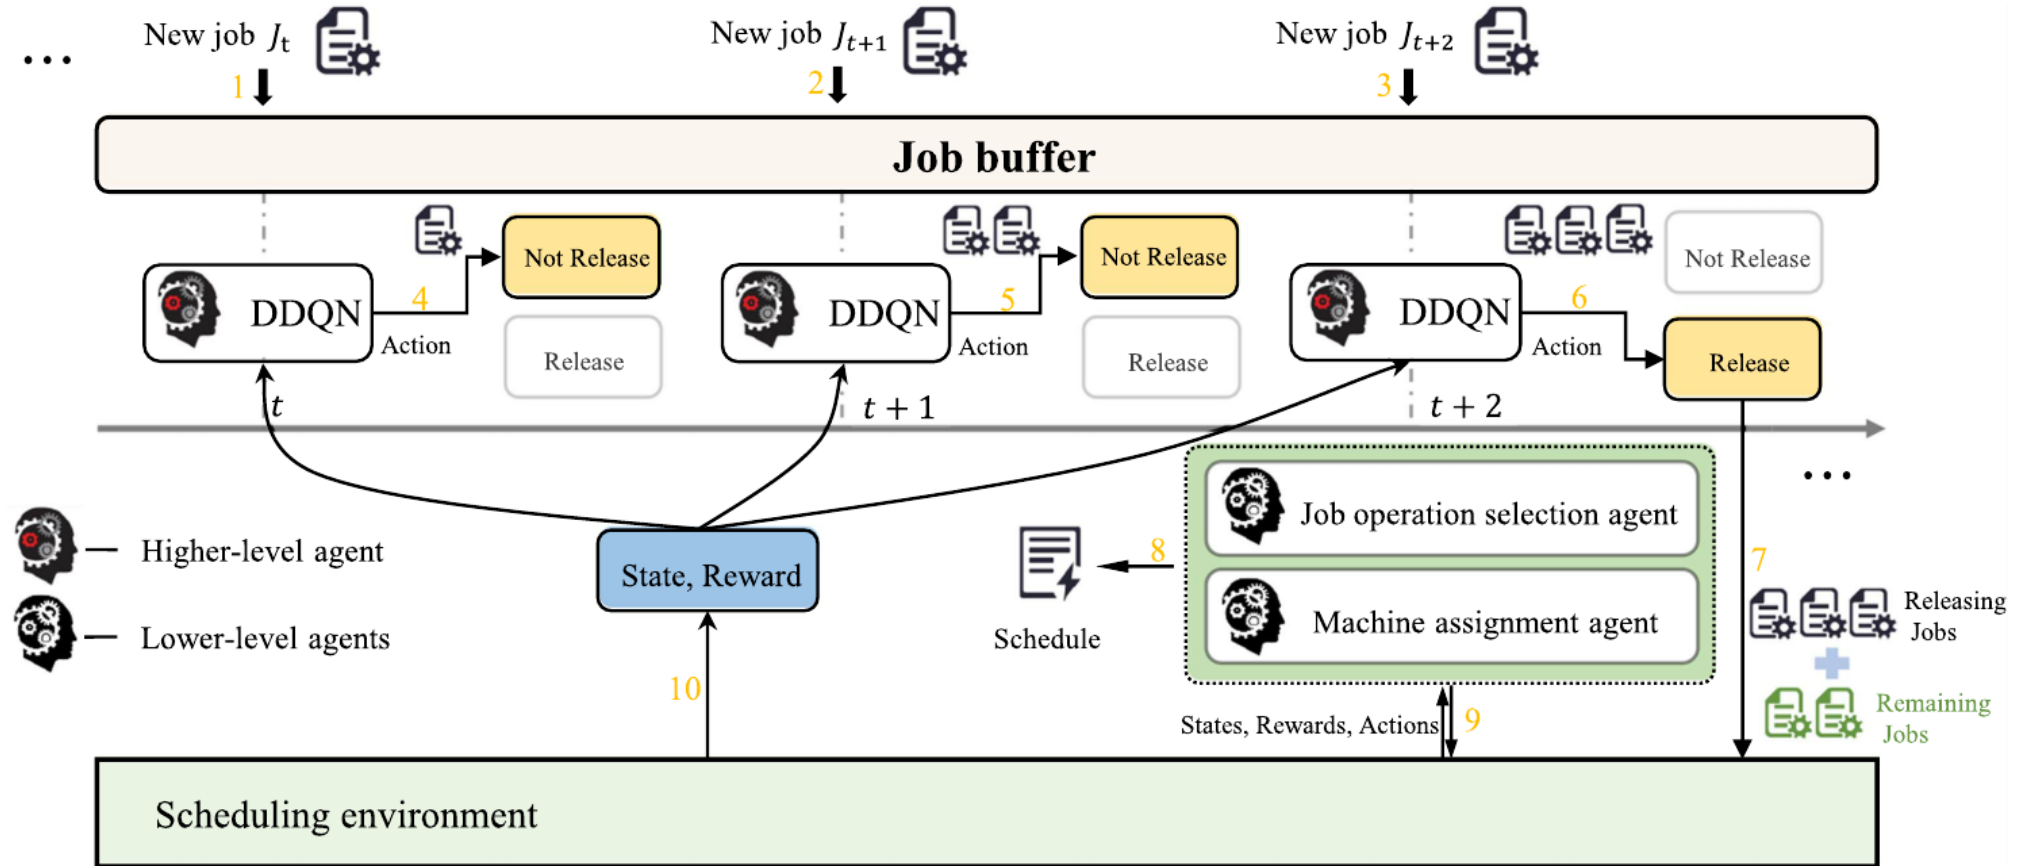 New job Jt
New job Jt+1
New job Jt+2
...
1
2
3
Job buffer
Not Release
Not Release
Not Release
DDQN
4
DDQN
5
DDQN
6
Action
Action
Action
Release
Release
Release
t
t + 1
t + 2
...
Job operation selection agent
Higher-level agent
State, Reward
8
7
Releasing
Jobs
Lower-level agents
Schedule
Machine assignment agent
10
States, Rewards, Actions
9
Remaining
Jobs
Scheduling environment